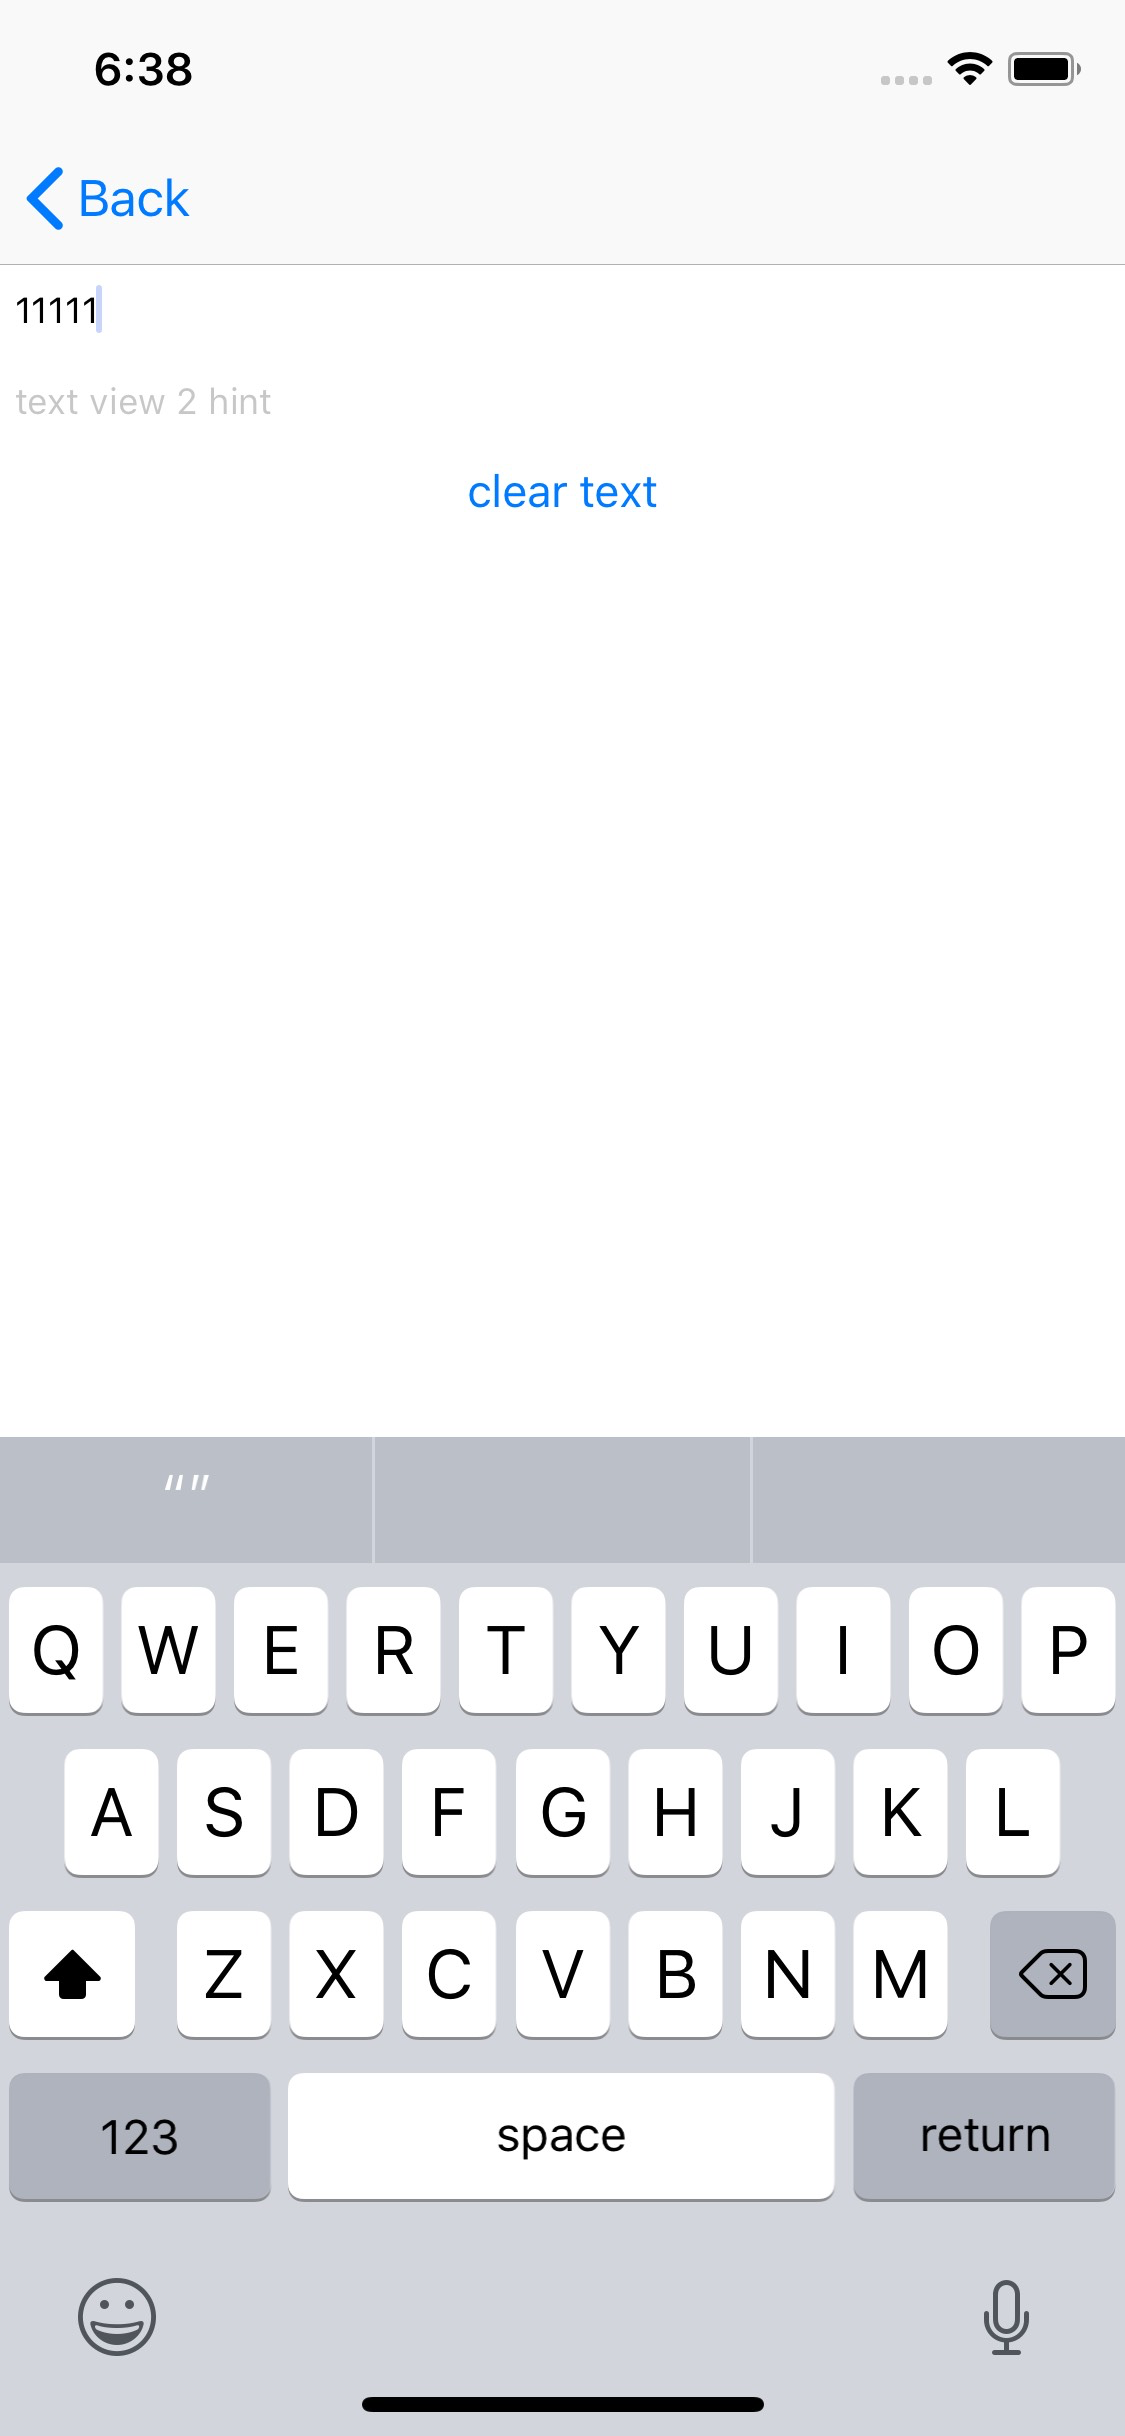 6:38
Back
11111
text view 2 hint
clear text
“”
Q W E R T Y U I O P
A S D F G H J K L
Z X C V B N M
123 space return